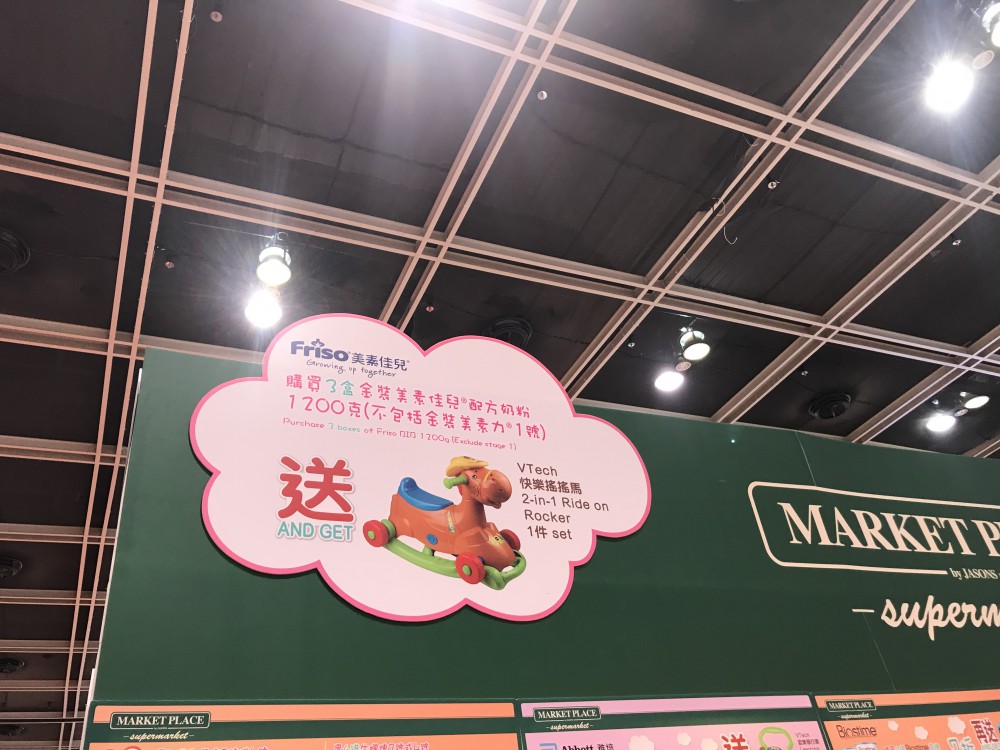 Friso 美素佳兒®
Growing up together
購買3盒金裝美素佳兒®配方奶粉
1200克(不包括金裝美素力®1號)
Purchase 3 boxes of Friso BIB 1200g (Exclude stage 1)
送
AND GET
VTech
快樂搖搖馬
2-in-1 Ride on
Rocker
1件 set
MARKET P
by JASONS
MARKET PLACE
-supermarket-
MARKET PLACE
-supermarket-
Abbott 雅培
送
VTech
MARKET PLACE
-supermarket-
Biostime